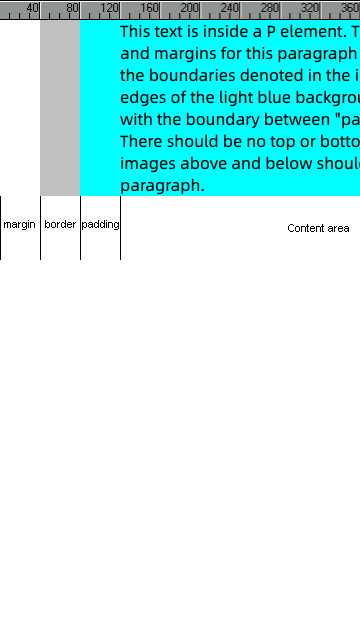 40 80 120 160 200 240 280 320 360
This text is inside a P element. T
and margins for this paragraph
the boundaries denoted in the i
edges of the light blue backgrou
with the boundary between "pa
There should be no top or botto
images above and below shoul
paragraph.
margin border padding Content area